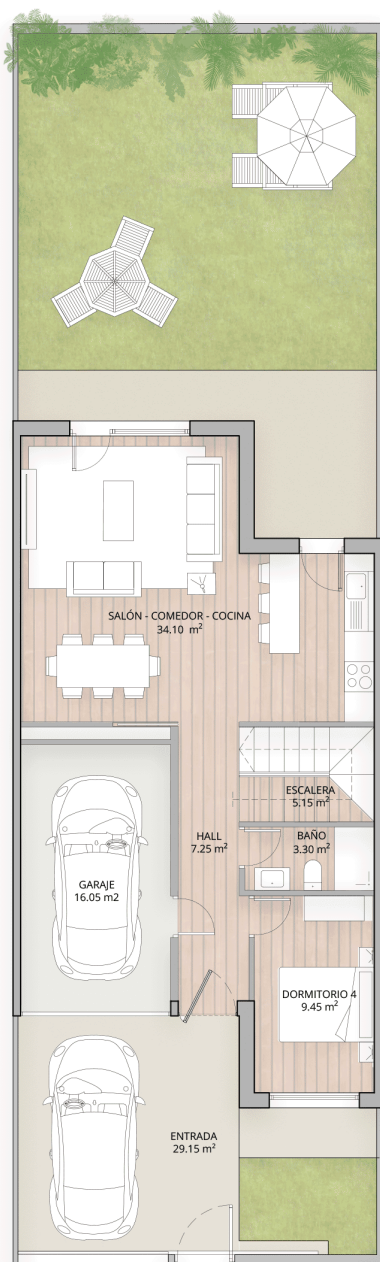 SALÓN - COMEDOR - COCINA
34.10 m²
ESCALERA
5.15 m²
HALL
7.25 m²
BAÑO
3.30 m²
GARAJE
16.05 m2
DORMITORIO 4
9.45 m²
ENTRADA
29.15 m²